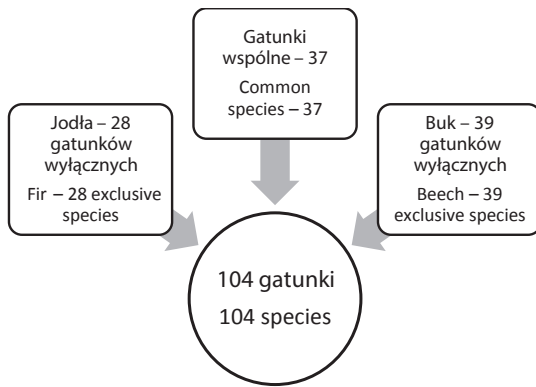 Gatunki
wspólne – 37
Common
species – 37
Jodła – 28
gatunków
wyłącznych
Fir – 28 exclusive
species
Buk – 39
gatunków
wyłącznych
Beech – 39
exclusive species
104 gatunki
104 species